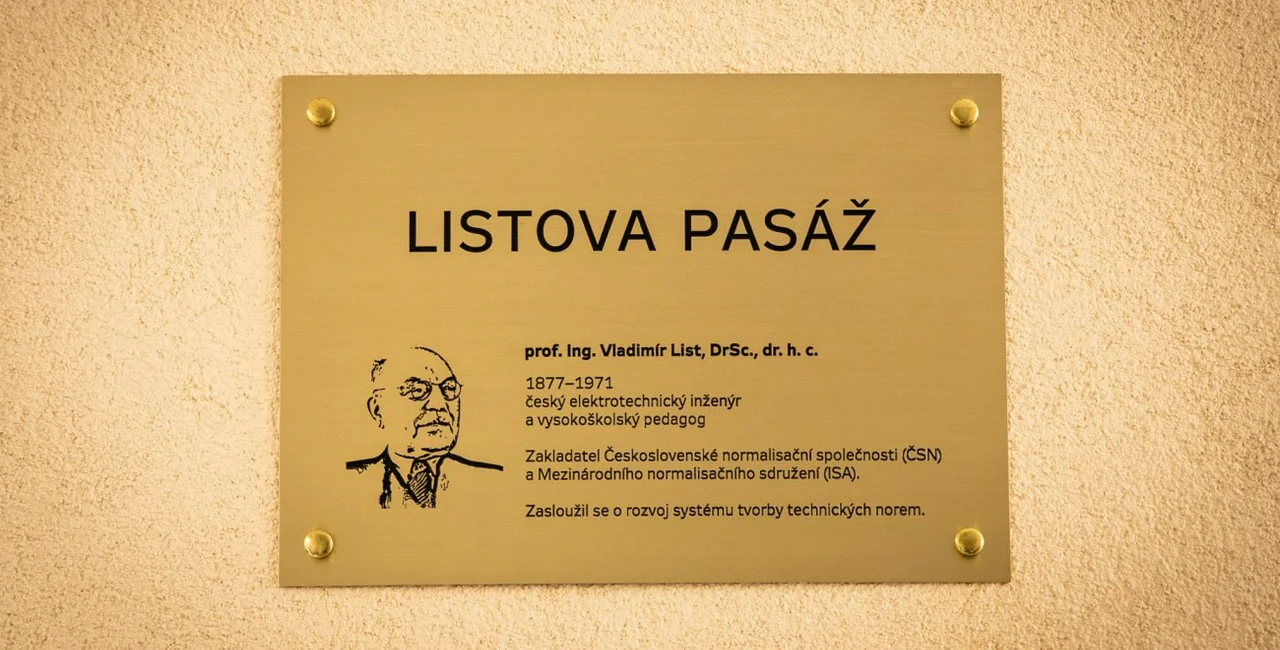 LISTOVA PASÁŽ
prof. Ing. Vladimír List, DrSc., dr. h. c.
1877–1971
český elektrotechnický inženýr
a vysokoškolský pedagog
Zakladatel Československé normalisační společnosti (ČSN)
a Mezinárodního normalisačního sdružení (ISA).
Zasloužil se o rozvoj systému tvorby technických norem.